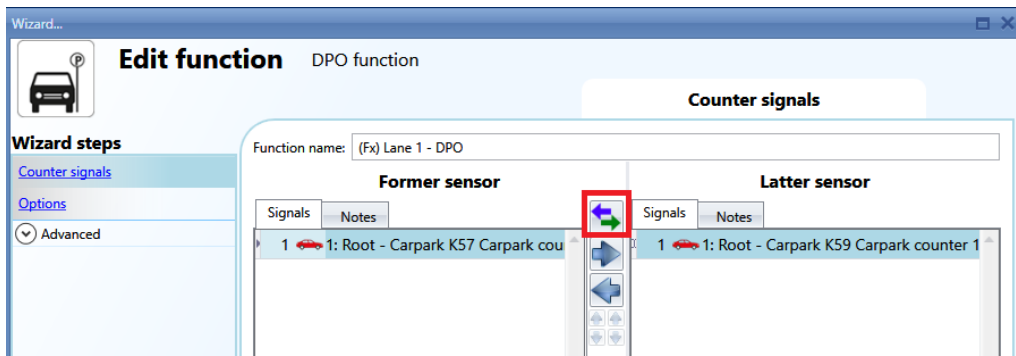 Wizard...
Edit function DPO function
Counter signals
Wizard steps
Counter signals
Options
Advanced
Function name: (Fx) Lane 1 - DPO
Former sensor
Latter sensor
Signals Notes
Signals Notes
1 1: Root - Carpark K57 Carpark cou
1 1: Root - Carpark K59 Carpark counter 1